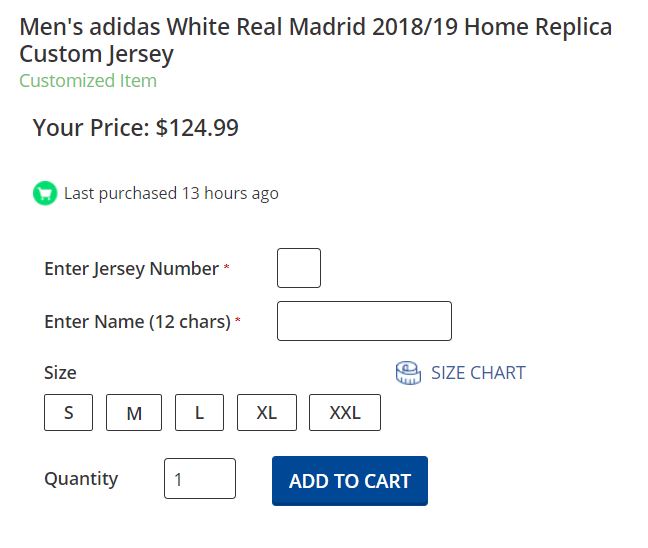 Men's adidas White Real Madrid 2018/19 Home Replica
Custom Jersey
Customized Item
Your Price: $124.99
Last purchased 13 hours ago
Enter Jersey Number *
Enter Name (12 chars) *
Size
SIZE CHART
S M L XL XXL
Quantity 1 ADD TO CART